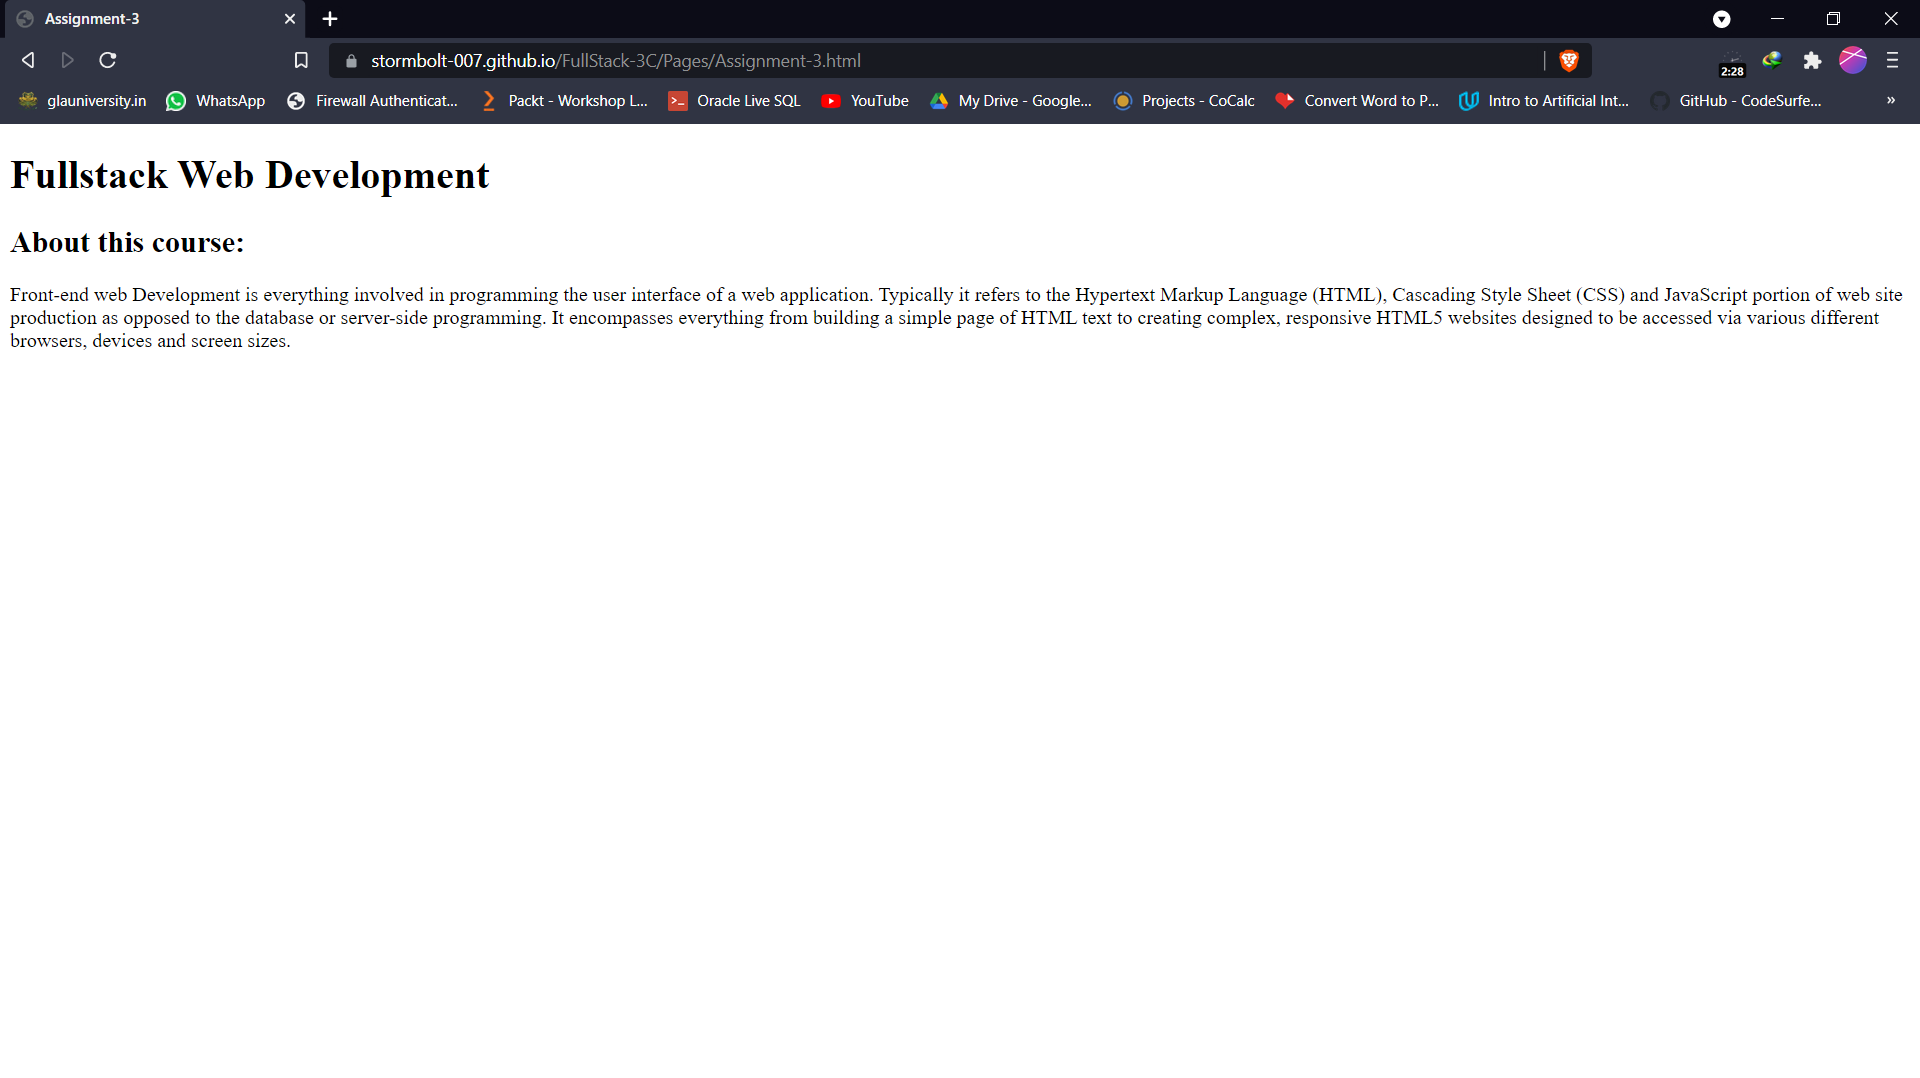 Assignment-3
stormbolt-007.github.io/FullStack-3C/Pages/Assignment-3.html
2:28
glauniversity.in WhatsApp Firewall Authenticat... Packt - Workshop L... Oracle Live SQL YouTube My Drive - Google... Projects - CoCalc Convert Word to P... Intro to Artificial Int... GitHub - CodeSurfe... »
Fullstack Web Development
About this course:
Front-end web Development is everything involved in programming the user interface of a web application. Typically it refers to the Hypertext Markup Language (HTML), Cascading Style Sheet (CSS) and JavaScript portion of web site
production as opposed to the database or server-side programming. It encompasses everything from building a simple page of HTML text to creating complex, responsive HTML5 websites designed to be accessed via various different
browsers, devices and screen sizes.